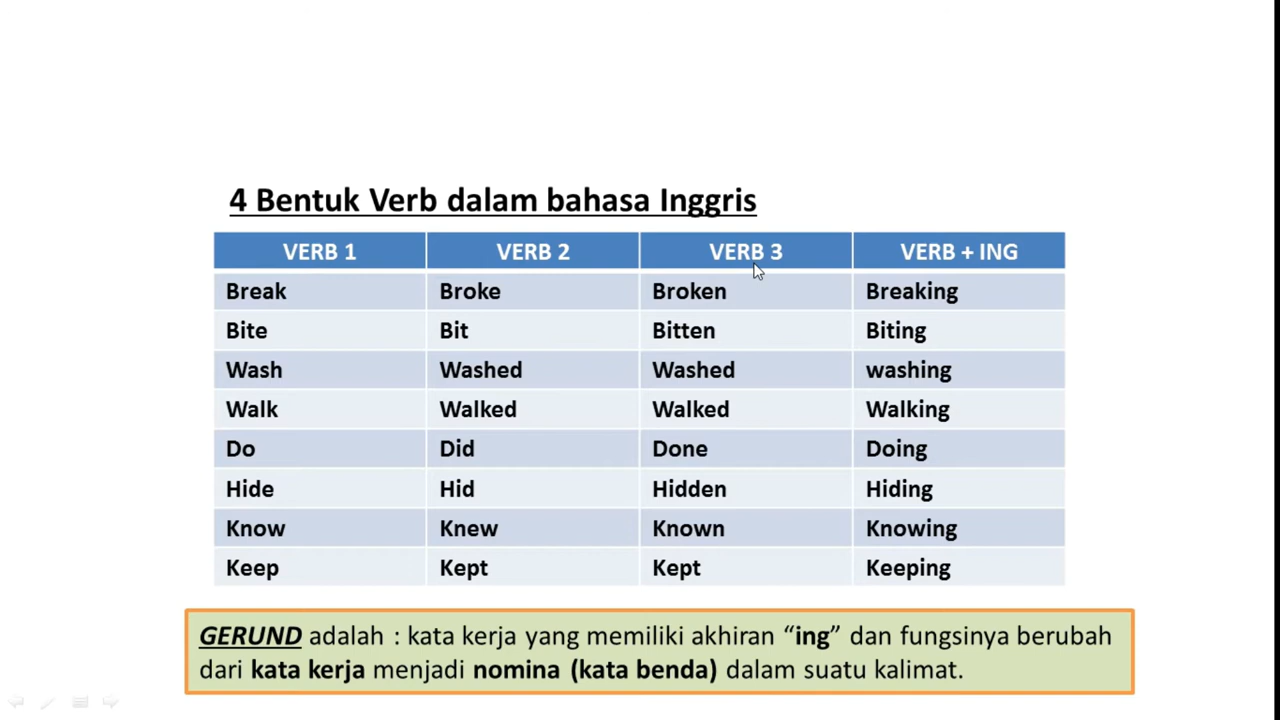 4 Bentuk Verb dalam bahasa Inggris
VERB 1 VERB 2 VERB 3 VERB + ING
Break Broke Broken Breaking
Bite Bit Bitten Biting
Wash Washed Washed washing
Walk Walked Walked Walking
Do Did Done Doing
Hide Hid Hidden Hiding
Know Knew Known Knowing
Keep Kept Kept Keeping
GERUND adalah : kata kerja yang memiliki akhiran “ing” dan fungsinya berubah
dari kata kerja menjadi nomina (kata benda) dalam suatu kalimat.